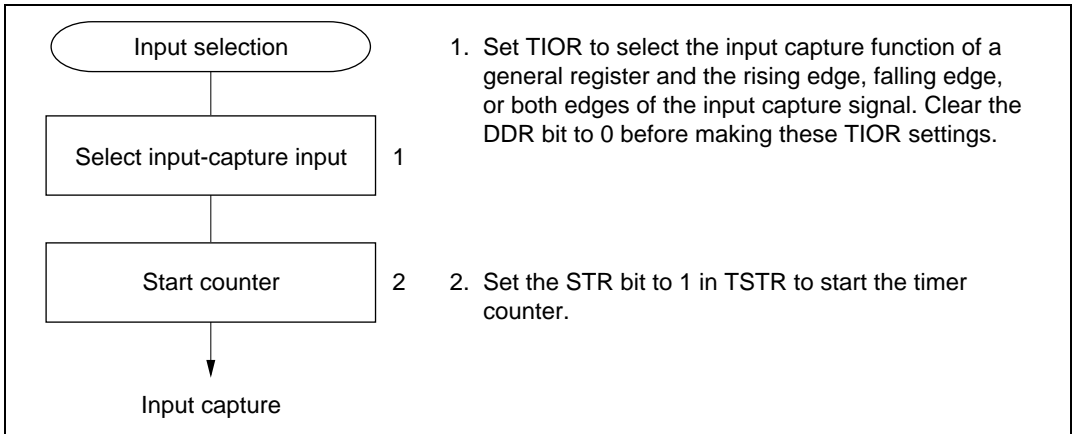 Input selection
Select input-capture input 1
Start counter 2
Input capture
1. Set TIOR to select the input capture function of a
general register and the rising edge, falling edge,
or both edges of the input capture signal. Clear the
DDR bit to 0 before making these TIOR settings.
2. Set the STR bit to 1 in TSTR to start the timer
counter.